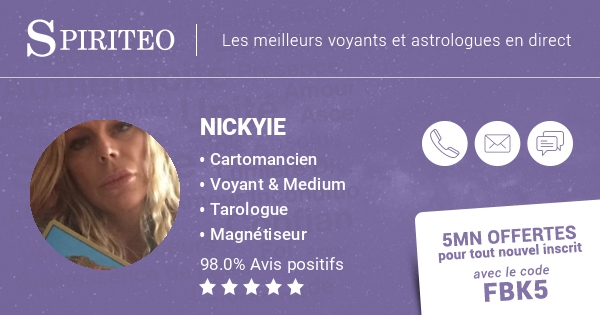 SPIRITEO
Les meilleurs voyants et astrologues en direct
NICKYIE
• Cartomancien
• Voyant & Medium
• Tarologue
• Magnétiseur
98.0% Avis positifs
5MN OFFERTES
pour tout nouvel inscrit
avec le code
FBK5